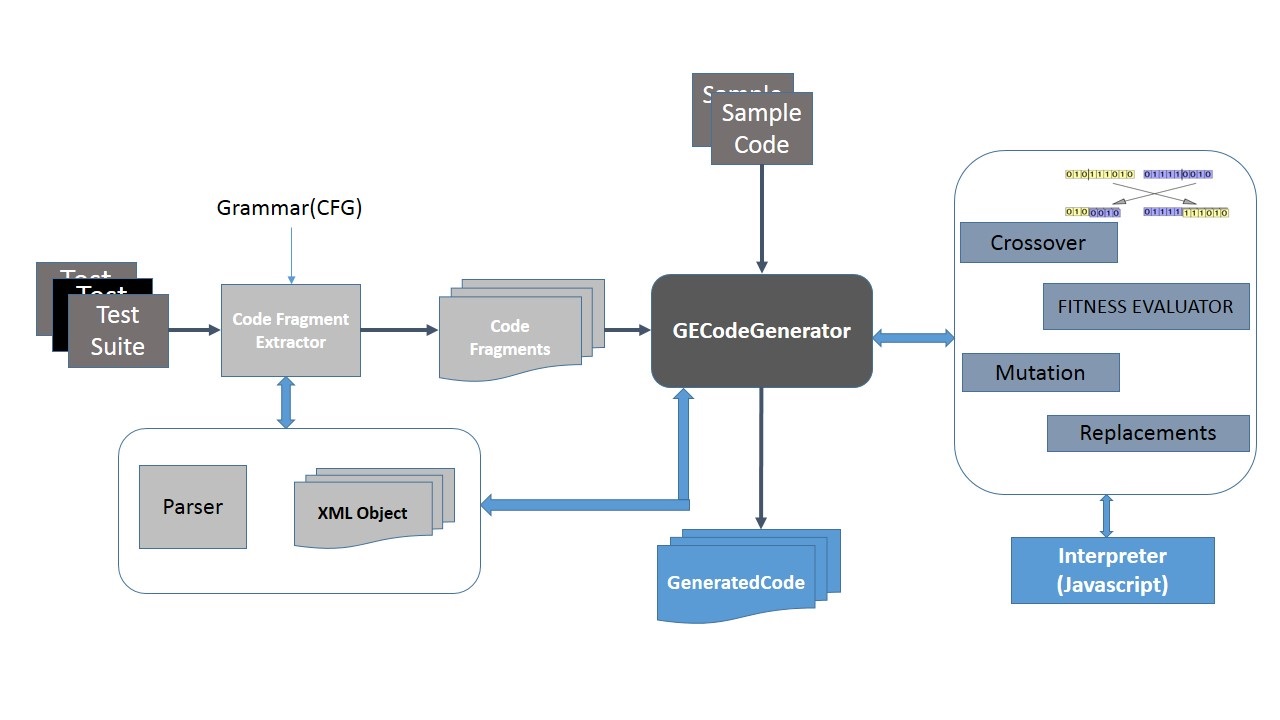 Sample
Sample
Code
0 1 0 1 1 1 0 1 0
0 1 1 1 1 0 0 1 0
0 1 0 0 0 1 0
0 1 1 1 1 1 1 1 0 1 0
Crossover
Grammar(CFG)
Test
Test
Test
Suite
Code Fragment
Extractor
Code
Fragments
GECodeGenerator
FITNESS EVALUATOR
Mutation
Replacements
Parser
XML Object
GeneratedCode
Interpreter
(Javascript)